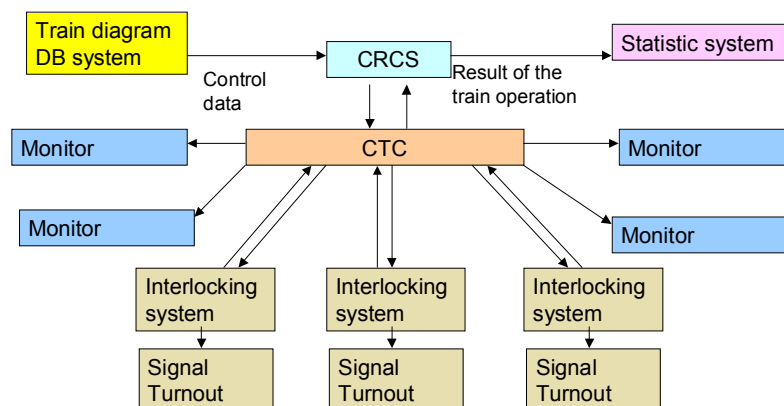 Train diagram
DB system
CRCS
Statistic system
Control
data
Result of the
train operation
Monitor
CTC
Monitor
Monitor
Monitor
Interlocking
system
Interlocking
system
Interlocking
system
Signal
Turnout
Signal
Turnout
Signal
Turnout